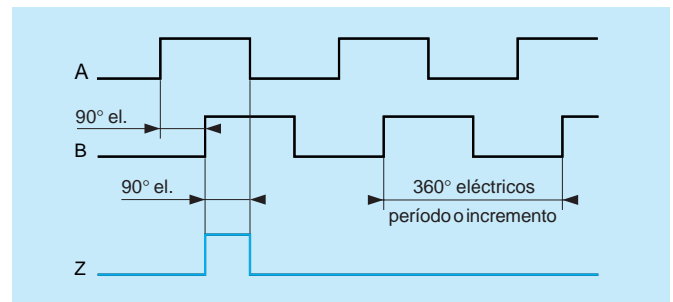 A
90° el.
B
90° el.
360° eléctricos
período o incremento
Z